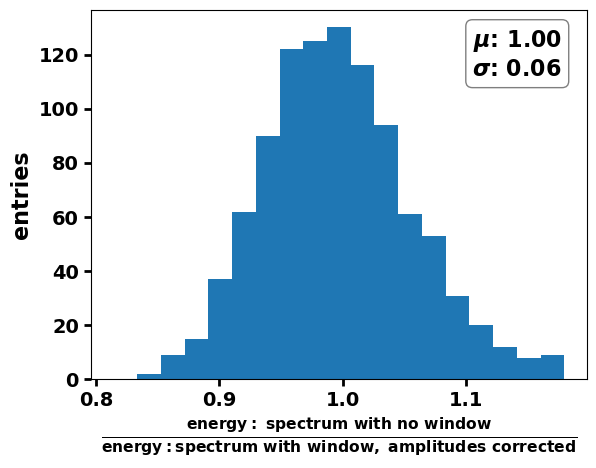 μ: 1.00
σ: 0.06
entries
120
100
80
60
40
20
0
0.8 0.9 1.0 1.1
energy: spectrum with no window
energy:spectrum with window, amplitudes corrected